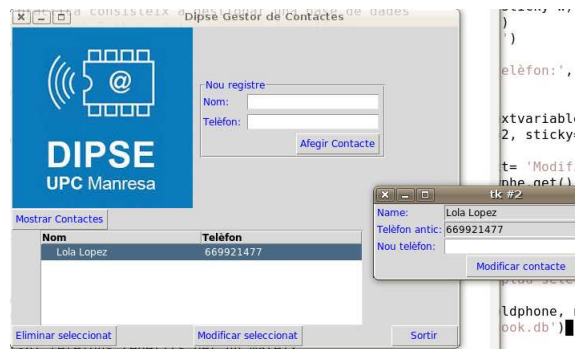 Dipse Gestor de Contactes
@
DIPSE
UPC Manresa
Nou registre
Nom:
Telèfon:
Afegir Contacte
Mostrar Contactes
Nom Telèfon
Lola Lopez 669921477
Eliminar seleccionat Modificar seleccionat Sortir
tk #2
Name: Lola Lopez
Telèfon antic: 669921477
Nou telèfon:
Modificar contacte
')
elèfon:',
xtvariable
2, sticky=
t= 'Modif
phe.get()
ldphone,
ook.db')